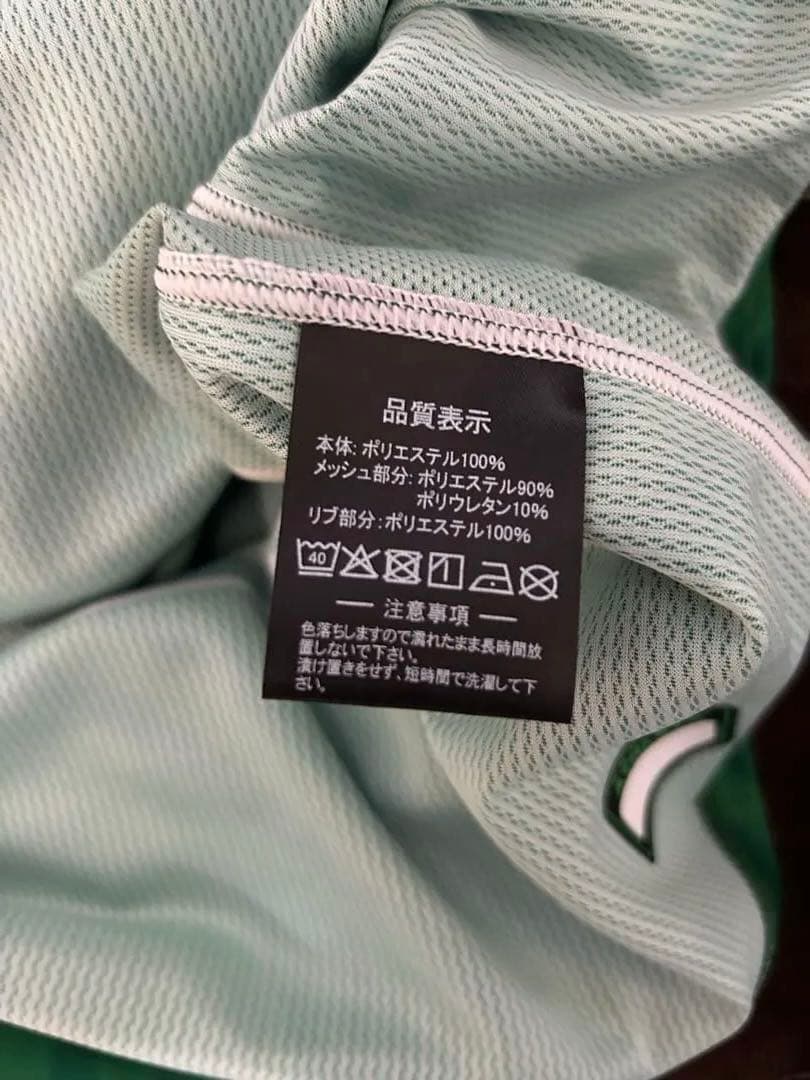 品質表示
本体: ポリエステル100%
メッシュ部分: ポリエステル90%
ポリウレタン10%
リブ部分: ポリエステル100%
40
注意事項
色落ちしますので濡れたまま長時間放
置しないで下さい。
漬け置きをせず、短時間で洗濯して下
さい。